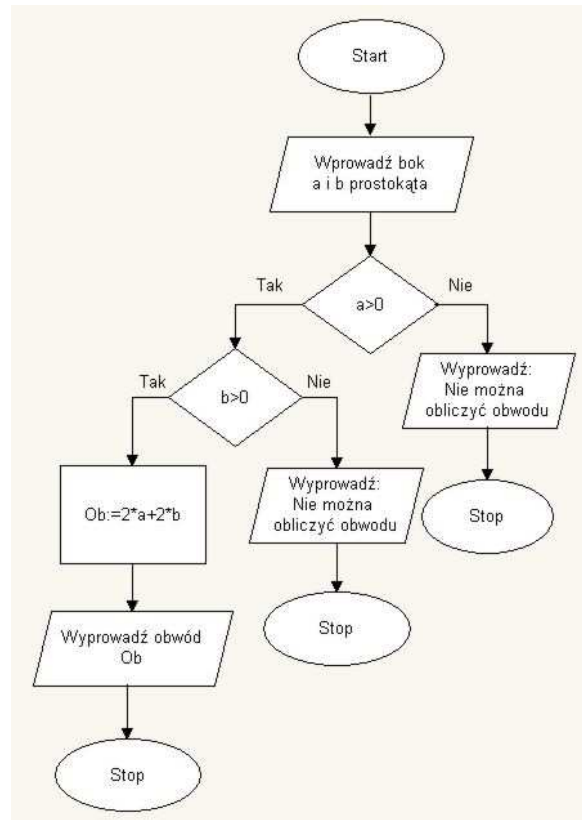 Start
Wprowadź bok
a i b prostokąta
Tak
Nie
a>0
Wyprowadź:
Nie można
obliczyć obwodu
Tak
Nie
b>0
Wyprowadź:
Nie można
obliczyć obwodu
Stop
Ob:=2*a+2*b
Wyprowadź obwód
Ob
Stop
Stop